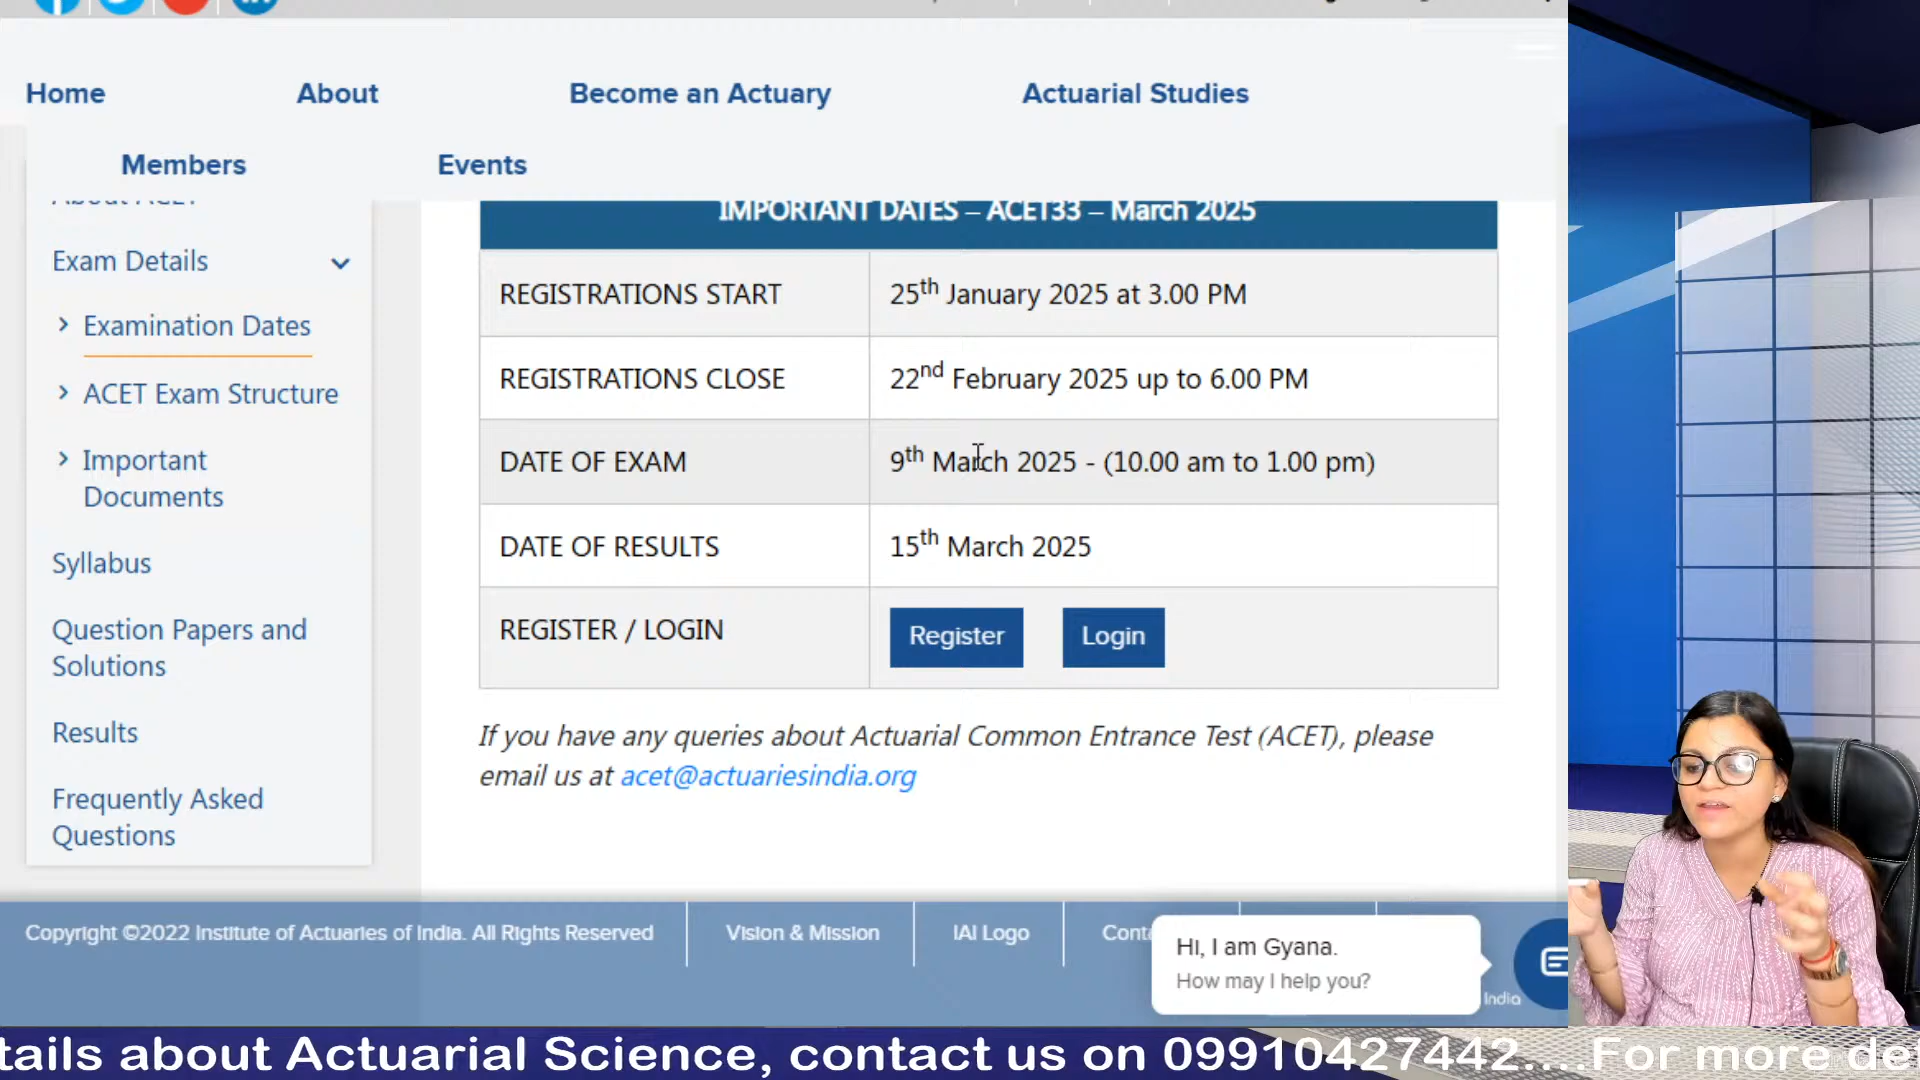 Home
About
Become an Actuary
Actuarial Studies
Members
Events
About ACET
Exam Details
Examination Dates
ACET Exam Structure
Important
Documents
Syllabus
Question Papers and
Solutions
Results
Frequently Asked
Questions
IMPORTANT DATES – ACET33 – March 2025
REGISTRATIONS START
25th January 2025 at 3.00 PM
REGISTRATIONS CLOSE
22nd February 2025 up to 6.00 PM
DATE OF EXAM
9th March 2025 - (10.00 am to 1.00 pm)
DATE OF RESULTS
15th March 2025
REGISTER / LOGIN
Register
Login
If you have any queries about Actuarial Common Entrance Test (ACET), please
email us at acet@actuariesindia.org
Copyright ©2022 Institute of Actuaries of India. All Rights Reserved
Vision & Mission
IAI Logo
Conta
Hi, I am Gyana.
How may I help you?
India
tails about Actuarial Science, contact us on 09910427442....For more de